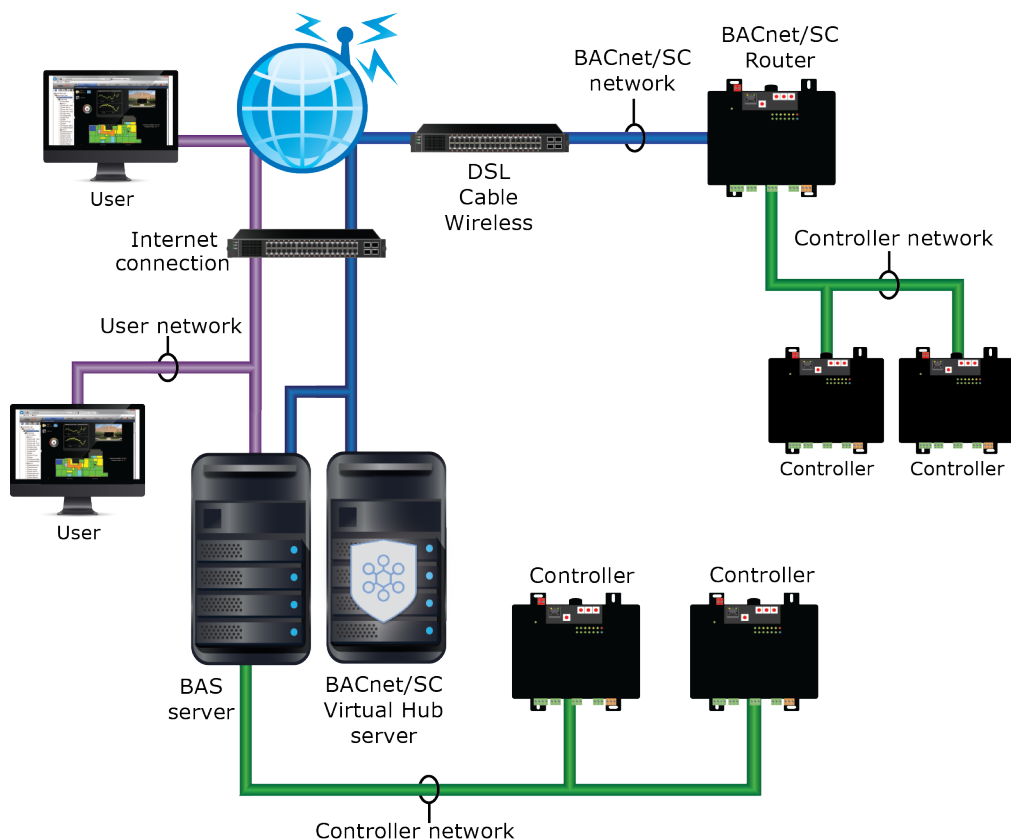 BACnet/SC
Router
BACnet/SC
network
User
DSL
Cable
Wireless
Internet
connection
Controller network
User network
Controller
Controller
User
Controller
Controller
BAS
server
BACnet/SC
Virtual Hub
server
Controller network